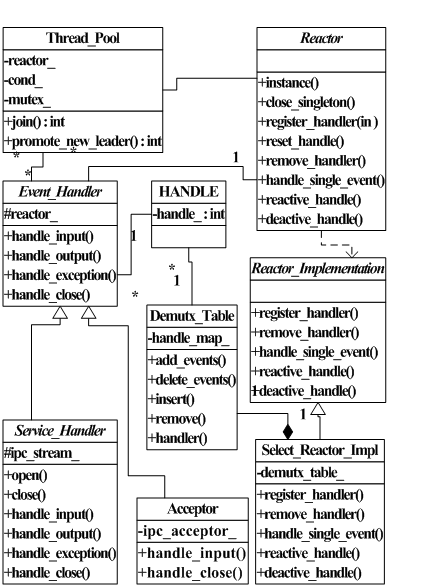 Thread_Pool
-reactor_
-cond_
-mutex_
+join() : int
+promote_new_leader() : int
Reactor
+instance()
+close_singleton()
+register_handler(in )
+reset_handle()
+remove_handler()
+handle_single_event()
+reactive_handle()
+deactive_handle()
*
*
*
1
Event_Handler
#reactor_
+handle_input()
+handle_output()
+handle_exception()
+handle_close()
HANDLE
-handle_ : int
1
*
1
*
Reactor_Implementation
+register_handler()
+remove_handler()
+handle_single_event()
+reactive_handle()
+deactive_handle()
Demutx_Table
-handle_map_
+add_events()
+delete_events()
+insert()
+remove()
+handler()
1
1
Service_Handler
#ipc_stream_
+open()
+close()
+handle_input()
+handle_output()
+handle_exception()
+handle_close()
Acceptor
-ipc_acceptor_
+handle_input()
+handle_close()
Select_Reactor_Impl
-demutx_table_
+register_handler()
+remove_handler()
+handle_single_event()
+reactive_handle()
+deactive_handle()